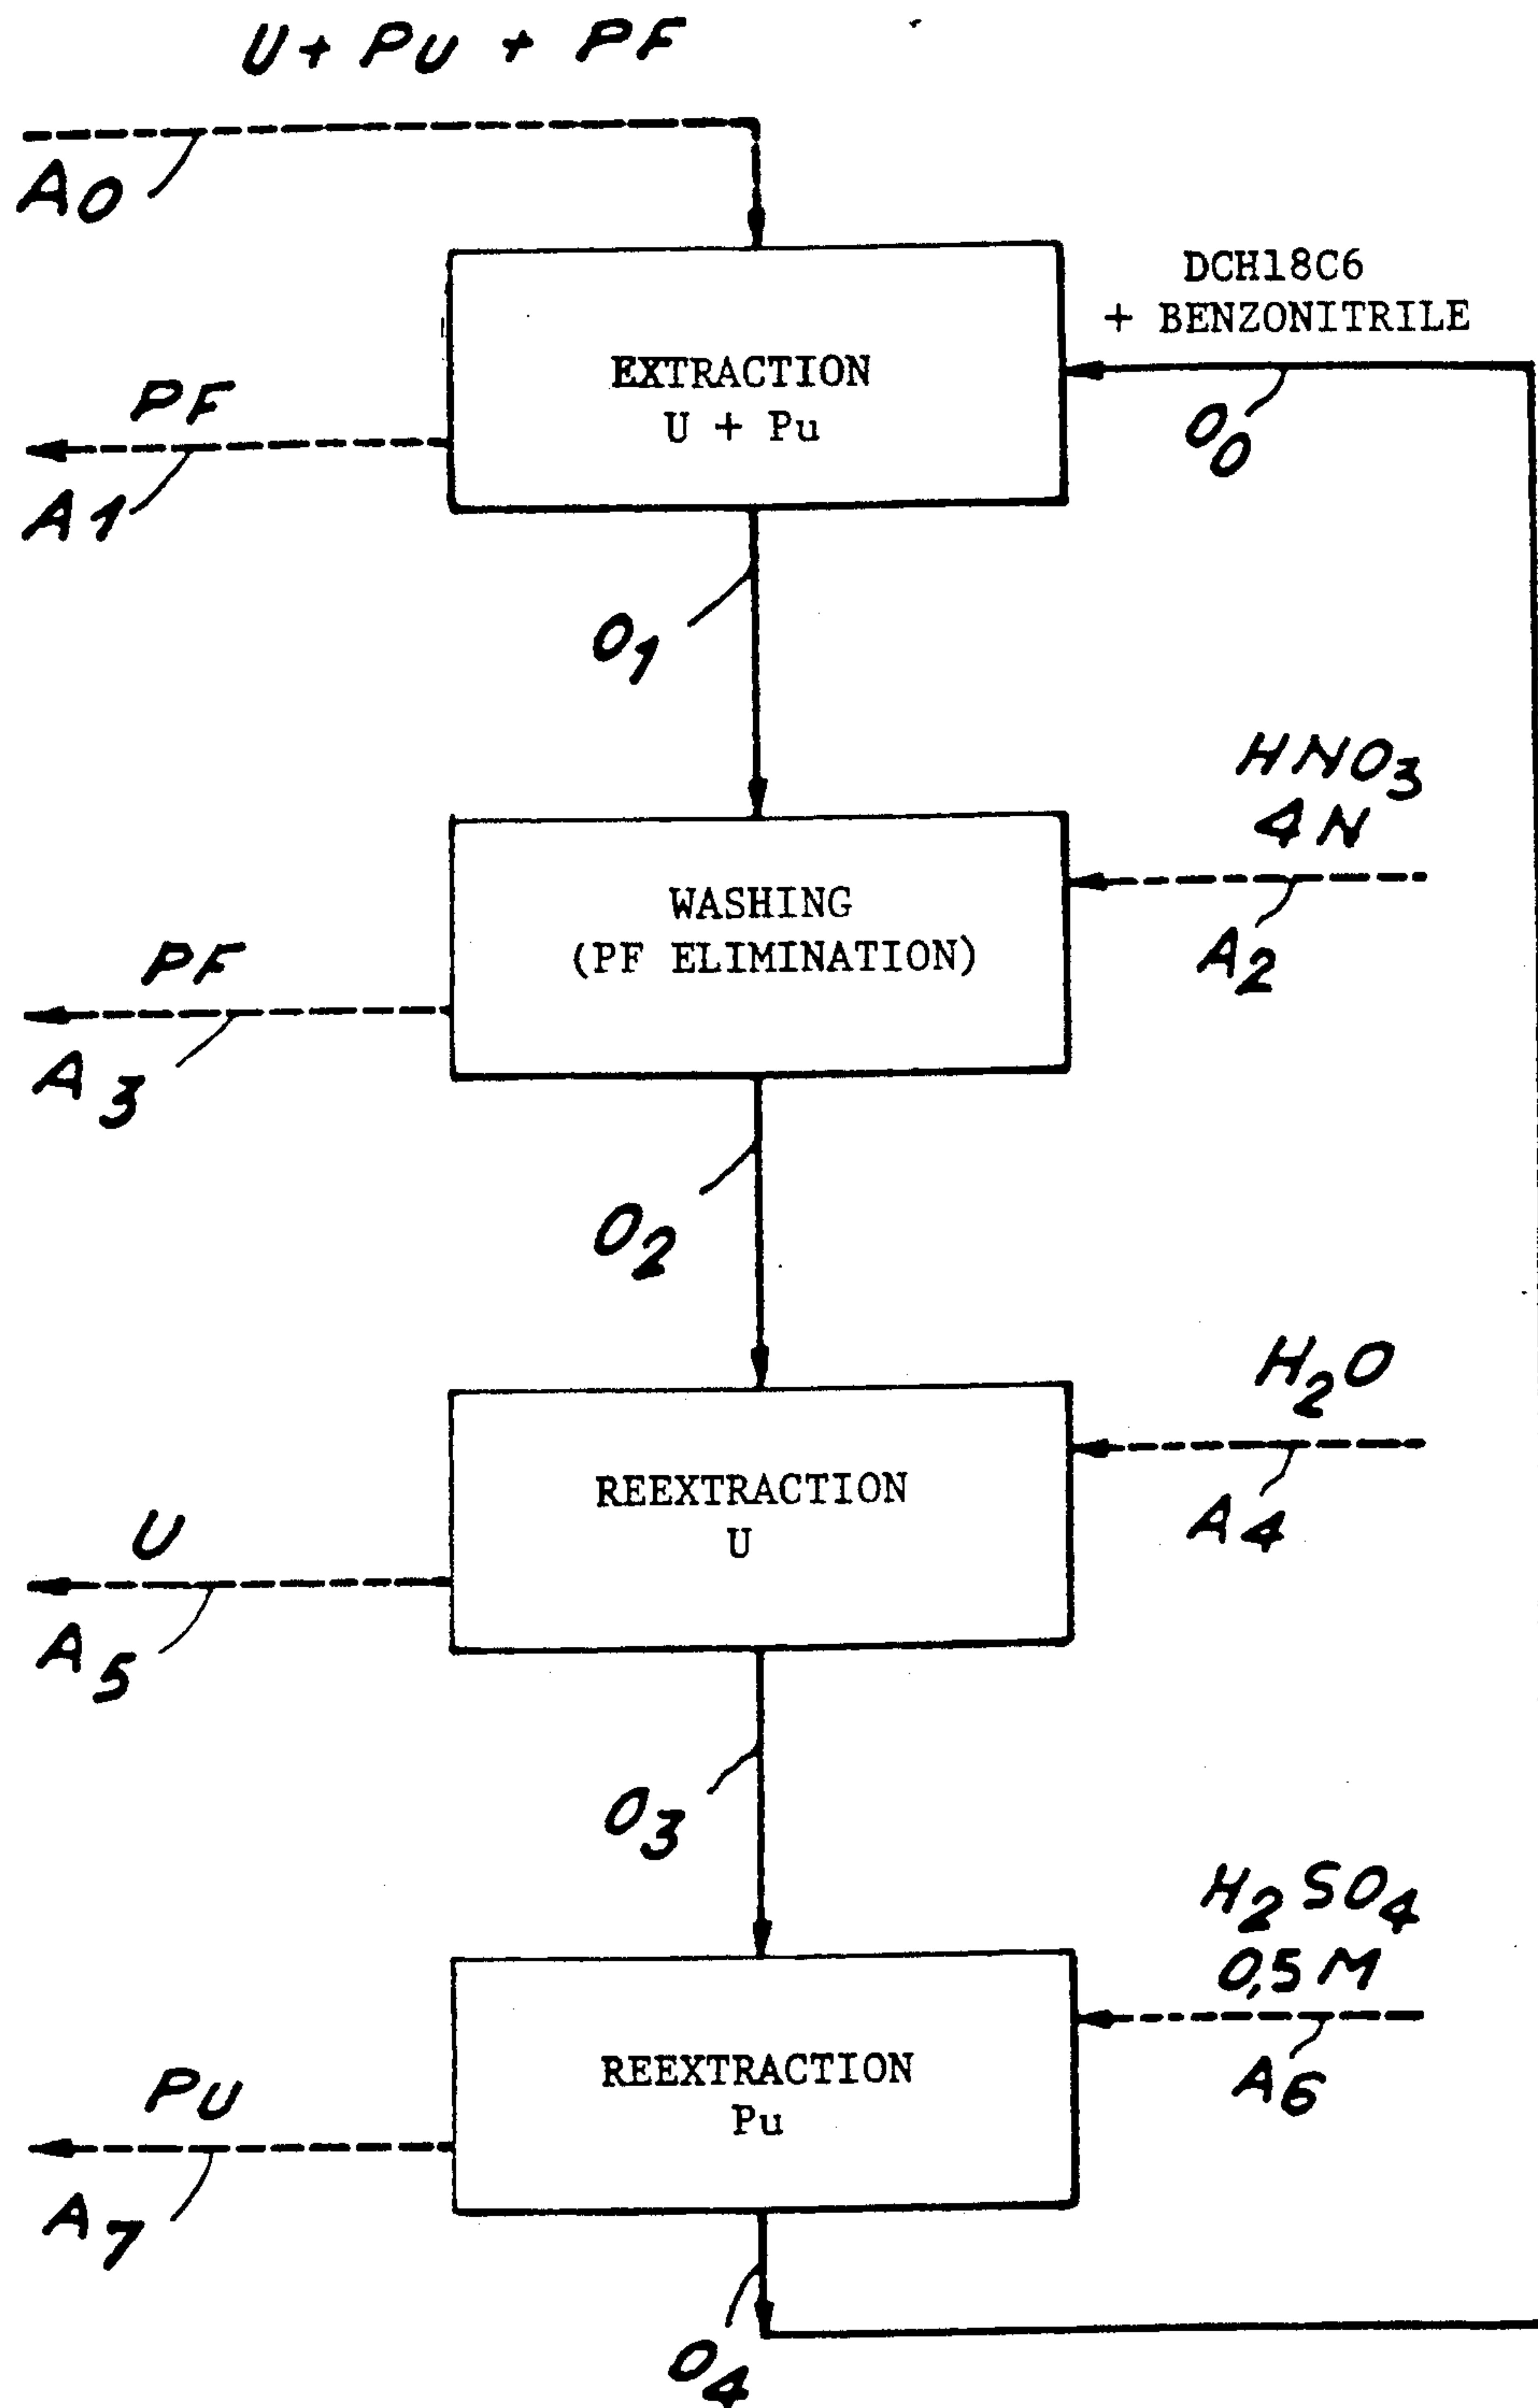 U + PU + PF
A0
DCH18C6
+ BENZONITRILE
EXTRACTION
U + Pu
O0
PF
A1
O1
HNO3
4N
WASHING
(PF ELIMINATION)
A2
PF
A3
O2
H2O
REEXTRACTION
U
A4
U
A5
O3
H2SO4
0,5M
REEXTRACTION
Pu
A6
PU
A7
O4